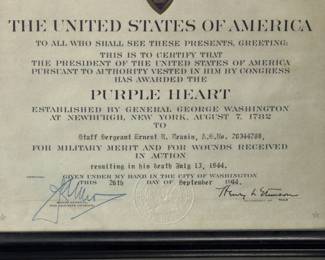 THE UNITED STATES OF AMERICA
TO ALL WHO SHALL SEE THESE PRESENTS, GREETING:
THIS IS TO CERTIFY THAT
THE PRESIDENT OF THE UNITED STATES OF AMERICA
PURSUANT TO AUTHORITY VESTED IN HIM BY CONGRESS
HAS AWARDED THE
PURPLE HEART
ESTABLISHED BY GENERAL GEORGE WASHINGTON
AT NEWBURGH, NEW YORK, AUGUST 7, 1782
TO
Staff Sergeant Ernest R.
FOR MILITARY MERIT AND FOR WOUNDS RECEIVED
IN ACTION
resulting in his death July 13, 1944.
GIVEN UNDER MY HAND IN THE CITY OF WASHINGTON
THIS 26th DAY OF September 1944.
Henry L Stimson